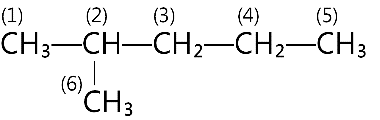 (1) (2) (3) (4) (5)
CH₃—CH—CH₂—CH₂—CH₃
(6)
CH₃